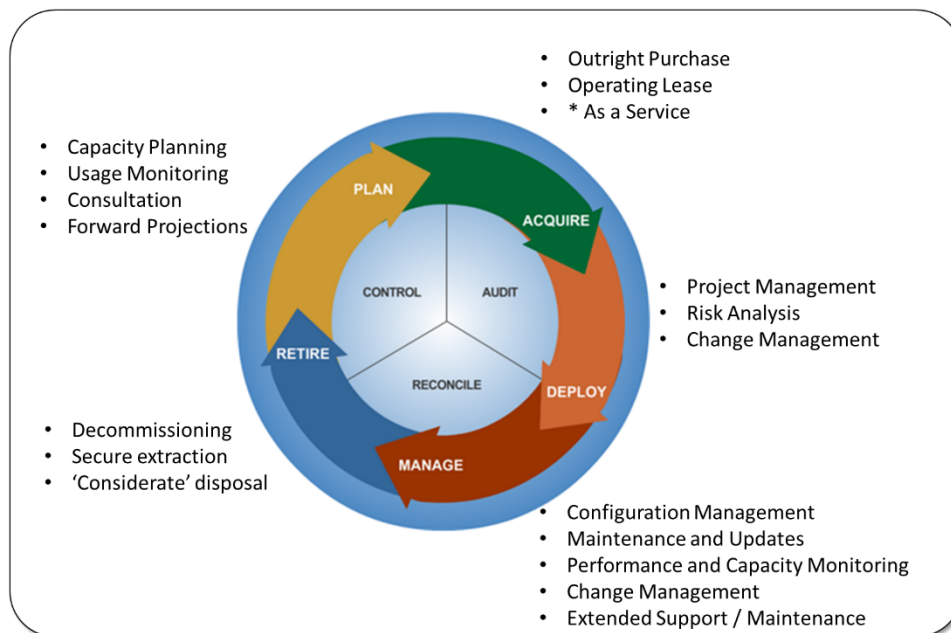 • Outright Purchase
• Operating Lease
• * As a Service
• Capacity Planning
• Usage Monitoring
• Consultation
• Forward Projections
PLAN
ACQUIRE
CONTROL
AUDIT
RECONCILE
RETIRE
DEPLOY
MANAGE
• Project Management
• Risk Analysis
• Change Management
• Decommissioning
• Secure extraction
• ‘Considerate’ disposal
• Configuration Management
• Maintenance and Updates
• Performance and Capacity Monitoring
• Change Management
• Extended Support / Maintenance